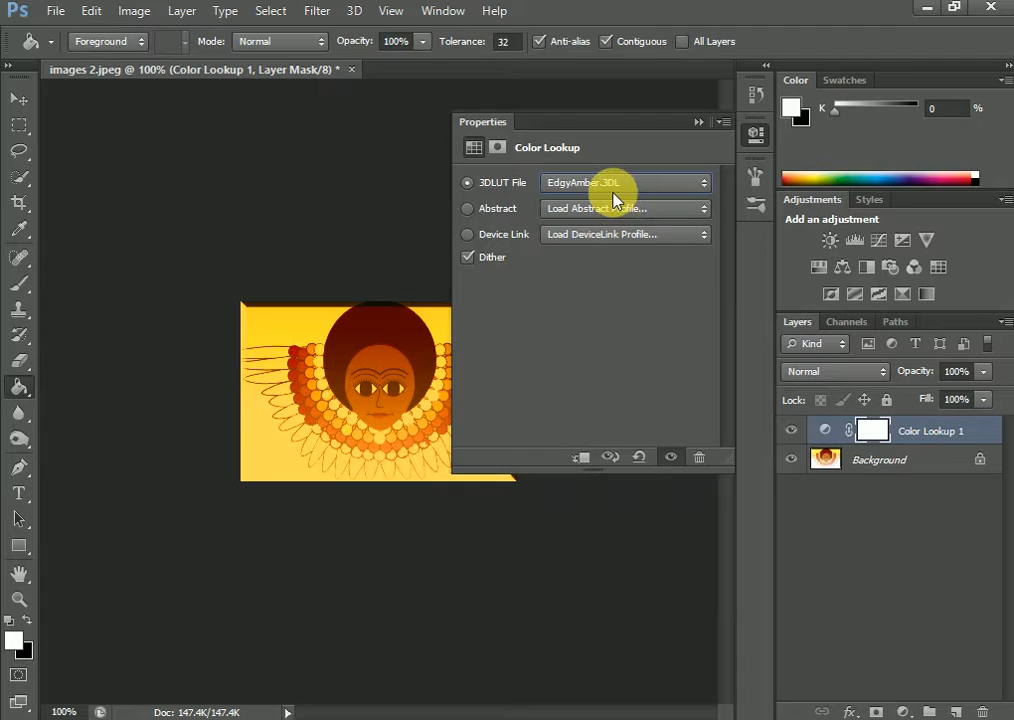 Ps File Edit Image Layer Type Select Filter 3D View Window Help
Foreground Mode: Normal Opacity: 100% Tolerance: 32 Anti-alias Contiguous All Layers
images 2.jpeg @ 100% (Color Lookup 1, Layer Mask/8) *
Properties
Color Lookup
3DLUT File EdgyAmber.3DL
Abstract Load Abstract Profile...
Device Link Load DeviceLink Profile...
Dither
Color Swatches
K 0 %
Adjustments Styles
Add an adjustment
Layers Channels Paths
Kind
Normal Opacity: 100%
Lock: Fill: 100%
Color Lookup 1
Background
100% Doc: 147.4K/147.4K